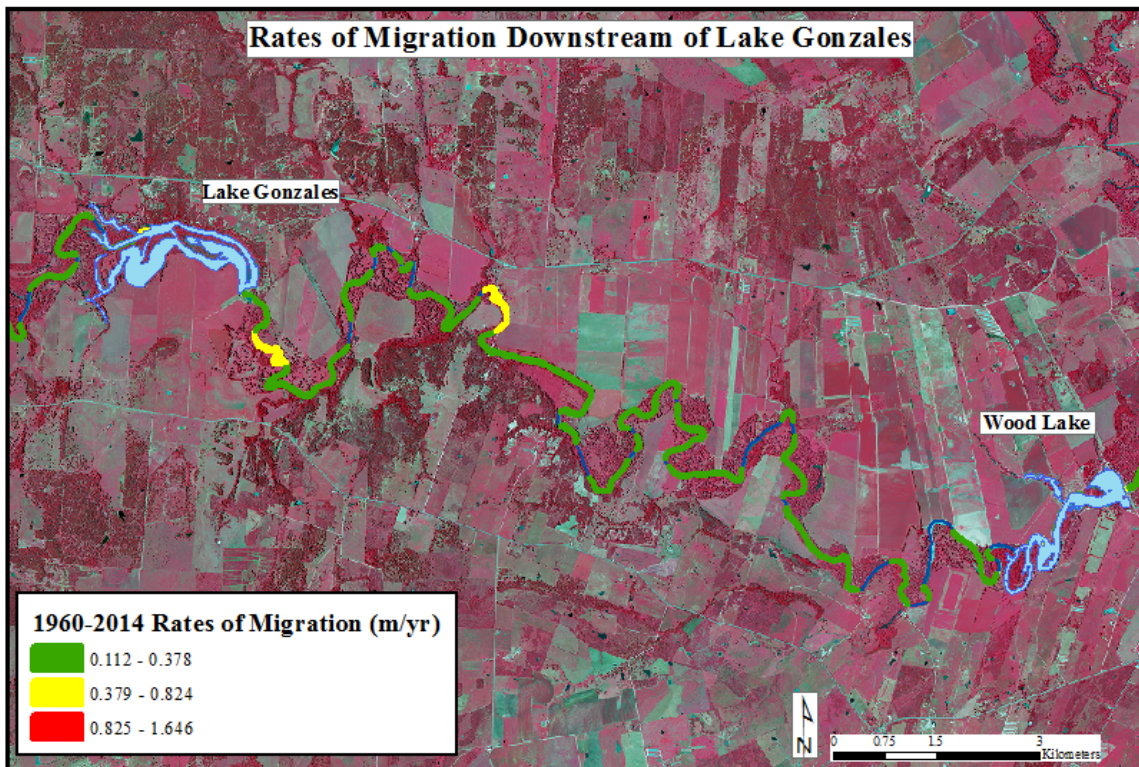 Rates of Migration Downstream of Lake Gonzales
Lake Gonzales
Wood Lake
1960-2014 Rates of Migration (m/yr)
0.112 - 0.378
0.379 - 0.824
0.825 - 1.646
N
0 0.75 1.5 3
Kilometers